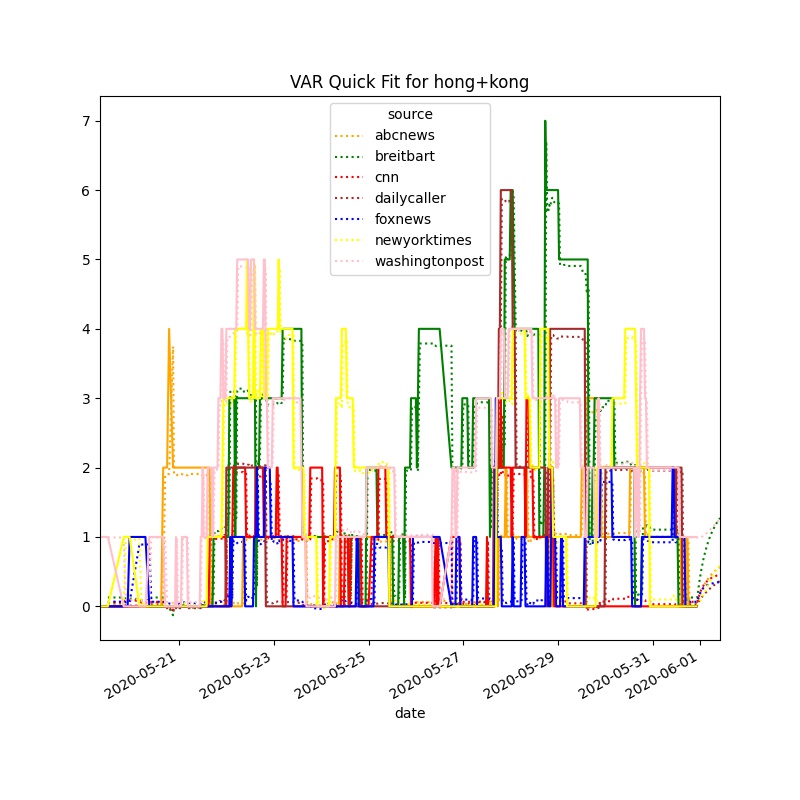 VAR Quick Fit for hong+kong
source
abcnews
breitbart
cnn
dailycaller
foxnews
newyorktimes
washingtonpost
7
6
5
4
3
2
1
0
2020-05-21
2020-05-23
2020-05-25
2020-05-27
2020-05-29
2020-05-31
2020-06-01
date